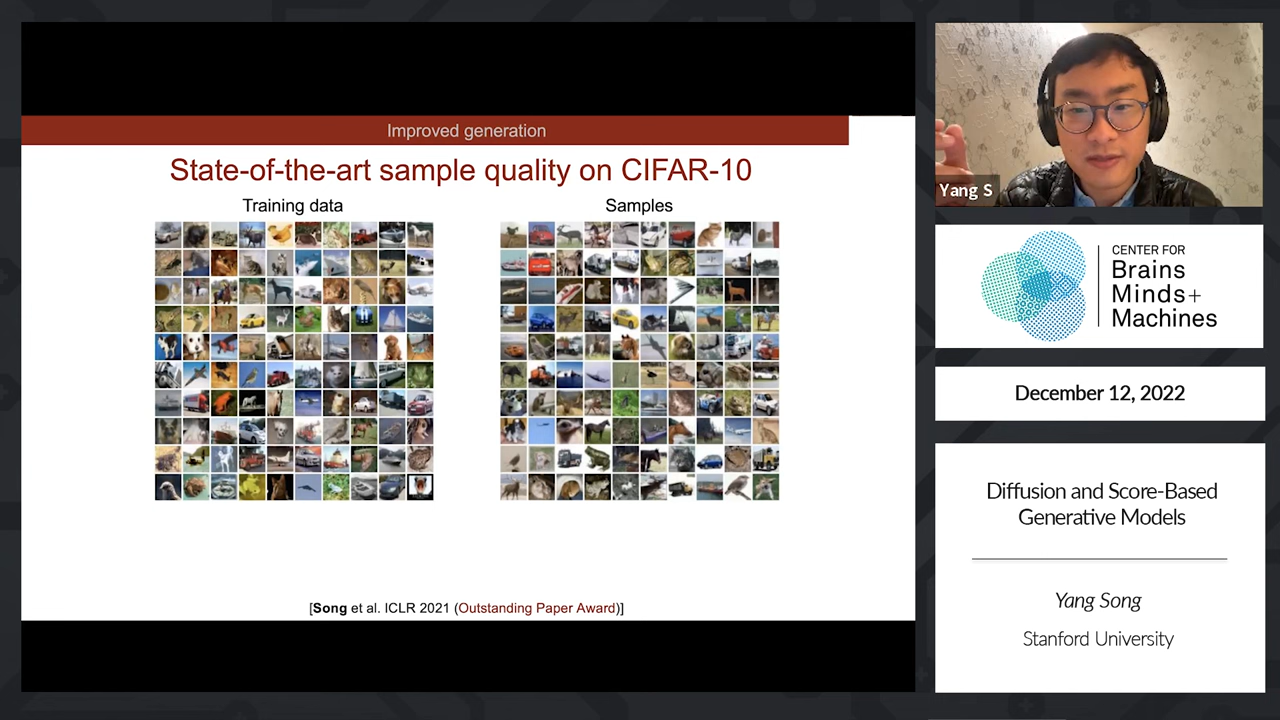 Improved generation
State-of-the-art sample quality on CIFAR-10
Training data
Samples
[Song et al. ICLR 2021 (Outstanding Paper Award)]
Yang S
CENTER FOR
Brains
Minds+
Machines
December 12, 2022
Diffusion and Score-Based
Generative Models
Yang Song
Stanford University